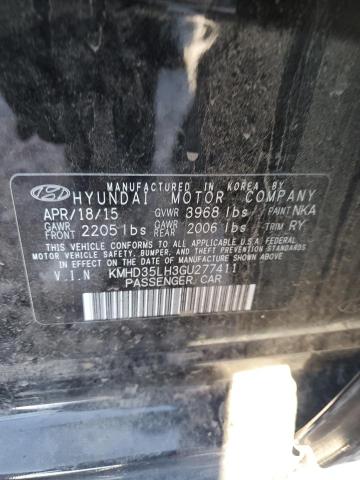 MANUFACTURED IN KOREA BY
HYUNDAI MOTOR COMPANY
APR/18/15 GVWR 3968 lbs PAINT NKA
GAWR FRONT 2205 lbs GAWR REAR 2006 lbs TRIM RY
THIS VEHICLE CONFORMS TO ALL APPLICABLE U.S.A. FEDERAL
MOTOR VEHICLE SAFETY, BUMPER, AND THEFT PREVENTION STANDARDS
IN EFFECT ON THE DATE OF MANUFACTURE SHOWN ABOVE.
V.I.N KMHD35LH3GU277411
PASSENGER CAR